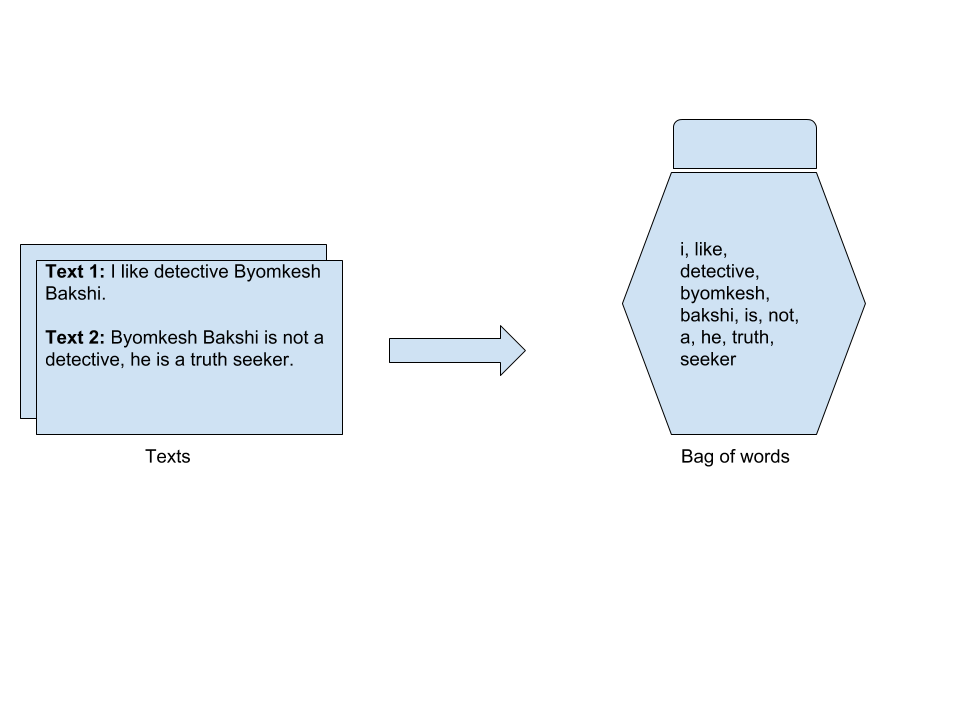 Text 1: I like detective Byomkesh
Bakshi.
Text 2: Byomkesh Bakshi is not a
detective, he is a truth seeker.
Texts
i, like,
detective,
byomkesh,
bakshi, is, not,
a, he, truth,
seeker
Bag of words